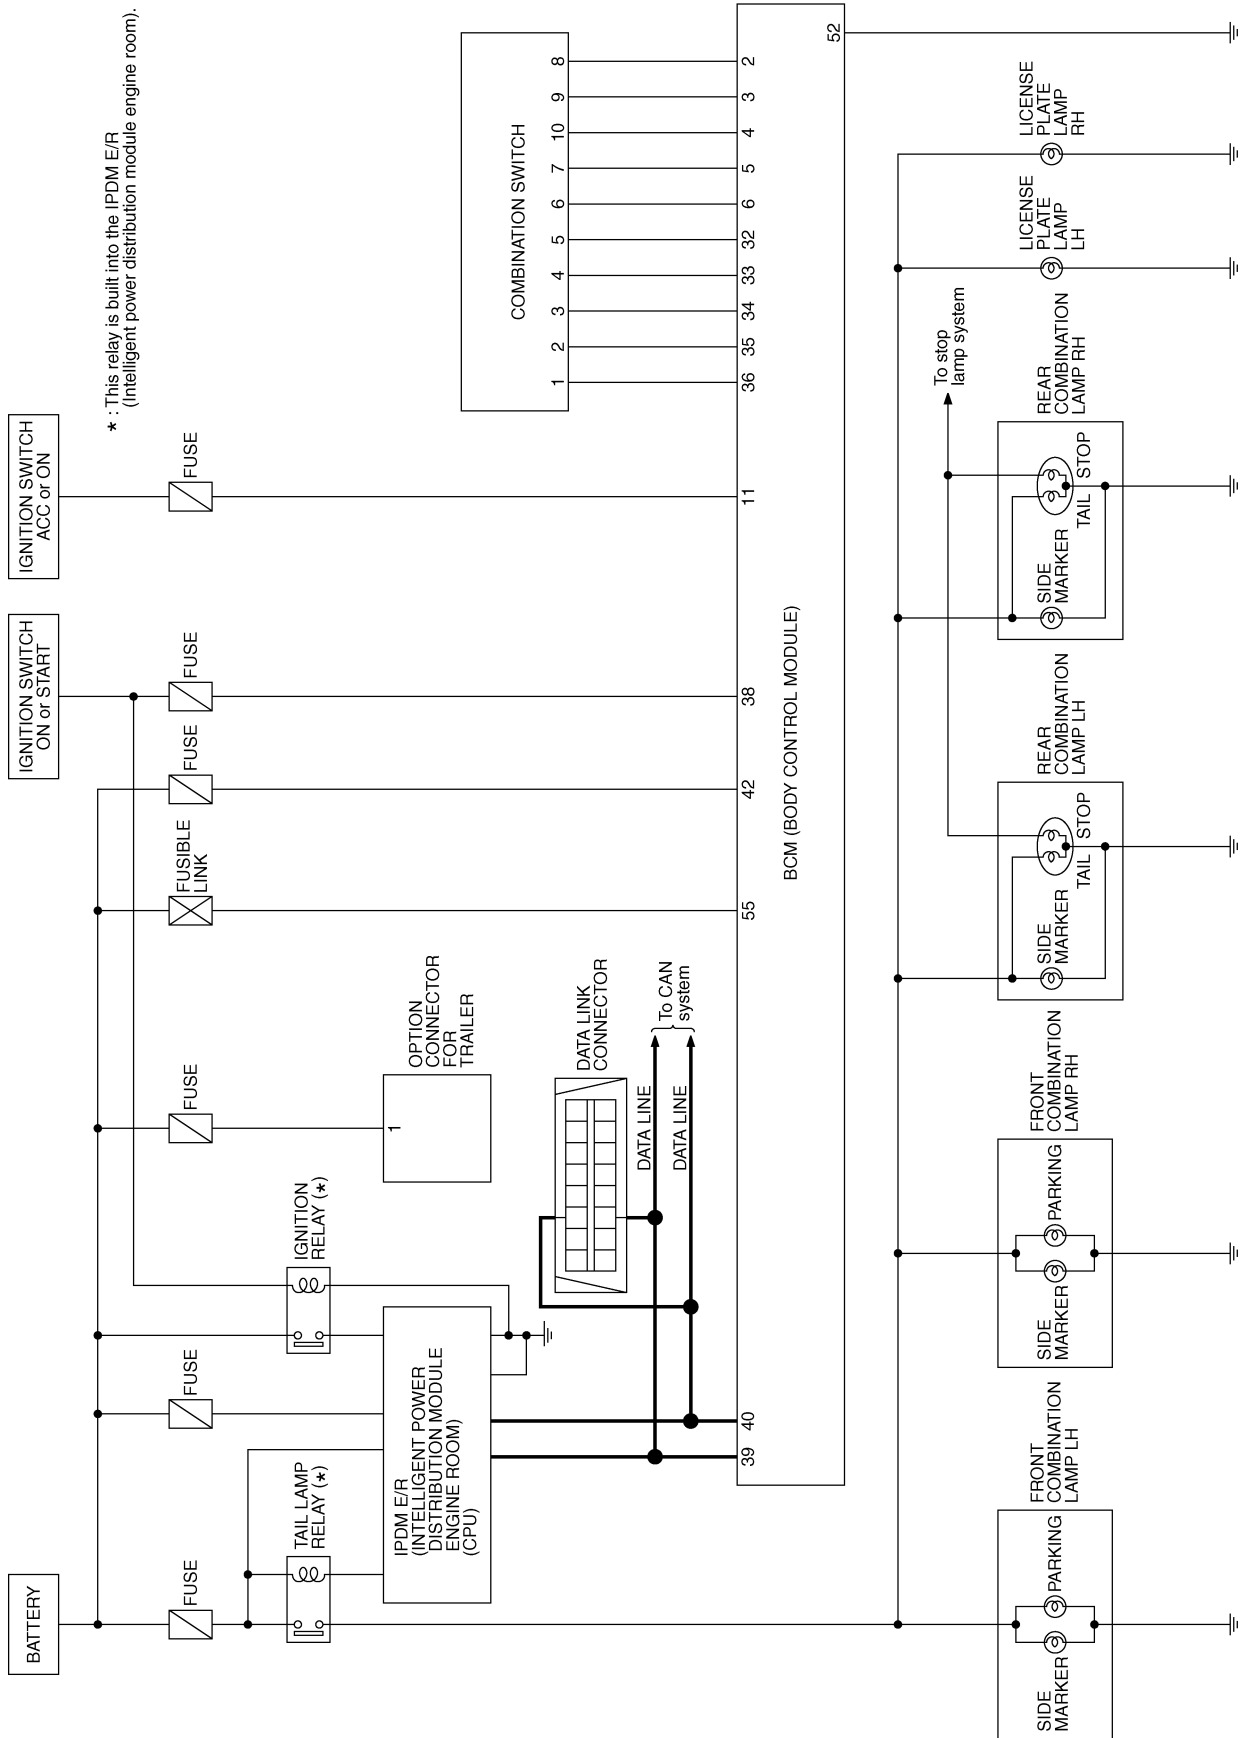 BATTERY
IGNITION SWITCH
ON or START
IGNITION SWITCH
ACC or ON
* : This relay is built into the IPDM E/R
(Intelligent power distribution module engine room).
FUSE
FUSE
FUSE
FUSIBLE
LINK
FUSE
FUSE
FUSE
TAIL LAMP
RELAY (*)
IGNITION
RELAY (*)
OPTION
CONNECTOR
FOR
TRAILER
1
IPDM E/R
(INTELLIGENT POWER
DISTRIBUTION MODULE
ENGINE ROOM)
(CPU)
DATA LINK
CONNECTOR
DATA LINE
DATA LINE
To CAN
system
COMBINATION SWITCH
1 2 3 4 5 6 7 10 9 8
39 40 55 42 38 11 36 35 34 33 32 6 5 4 3 2
BCM (BODY CONTROL MODULE)
52
To stop
lamp system
FRONT
COMBINATION
LAMP LH
SIDE
MARKER
PARKING
FRONT
COMBINATION
LAMP RH
SIDE
MARKER
PARKING
REAR
COMBINATION
LAMP LH
SIDE
MARKER
TAIL
STOP
REAR
COMBINATION
LAMP RH
SIDE
MARKER
TAIL
STOP
LICENSE
PLATE
LAMP
LH
LICENSE
PLATE
LAMP
RH